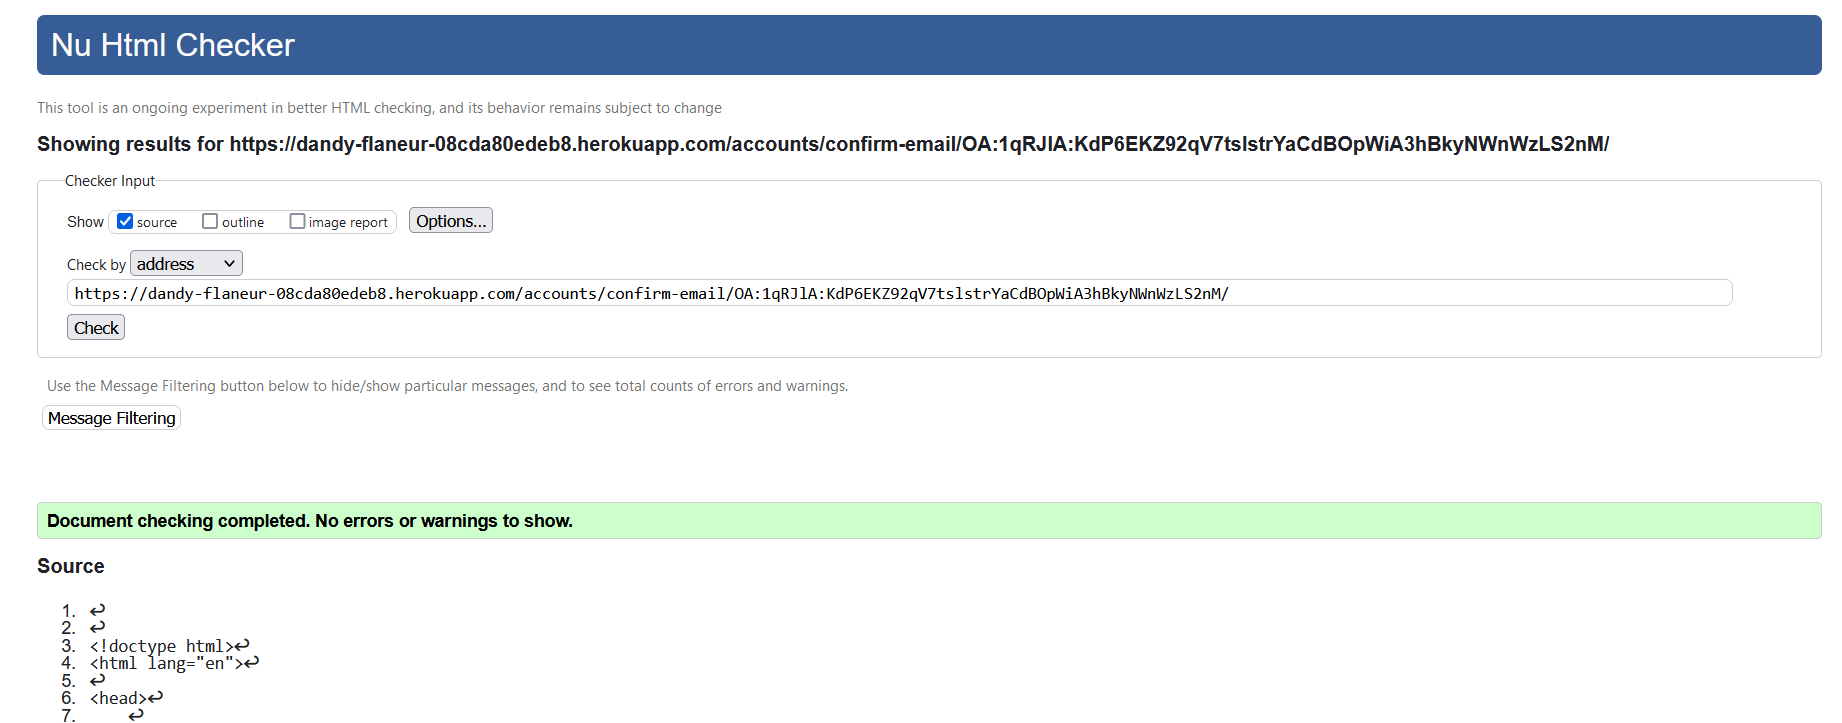 Nu Html Checker
This tool is an ongoing experiment in better HTML checking, and its behavior remains subject to change
Showing results for https://dandy-flaneur-08cda80edeb8.herokuapp.com/accounts/confirm-email/OA:1qRJlA:KdP6EKZ92qV7tslstrYaCdBOpWiA3hBkyNWnWzLS2nM/
Checker Input
Show source outline image report Options...
Check by address
https://dandy-flaneur-08cda80edeb8.herokuapp.com/accounts/confirm-email/OA:1qRJlA:KdP6EKZ92qV7tslstrYaCdBOpWiA3hBkyNWnWzLS2nM/
Check
Use the Message Filtering button below to hide/show particular messages, and to see total counts of errors and warnings.
Message Filtering
Document checking completed. No errors or warnings to show.
Source
1. ↩
2. ↩
3. <!doctype html>↩
4. <html lang="en">↩
5. ↩
6. <head>↩
7. ↩